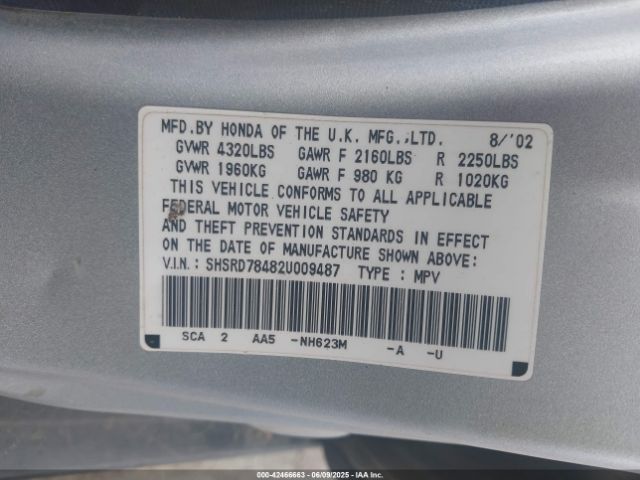 MFD.BY HONDA OF THE U.K. MFG.,LTD. 8/'02
GVWR 4320LBS GAWR F 2160LBS R 2250LBS
GVWR 1960KG GAWR F 980 KG R 1020KG
THIS VEHICLE CONFORMS TO ALL APPLICABLE
FEDERAL MOTOR VEHICLE SAFETY
AND THEFT PREVENTION STANDARDS IN EFFECT
ON THE DATE OF MANUFACTURE SHOWN ABOVE:
V.I.N.: SHSRD78482U009487 TYPE : MPV
SCA 2 AA5 -NH623M -A -U
000-42466663 - 06/09/2025 - IAA Inc.